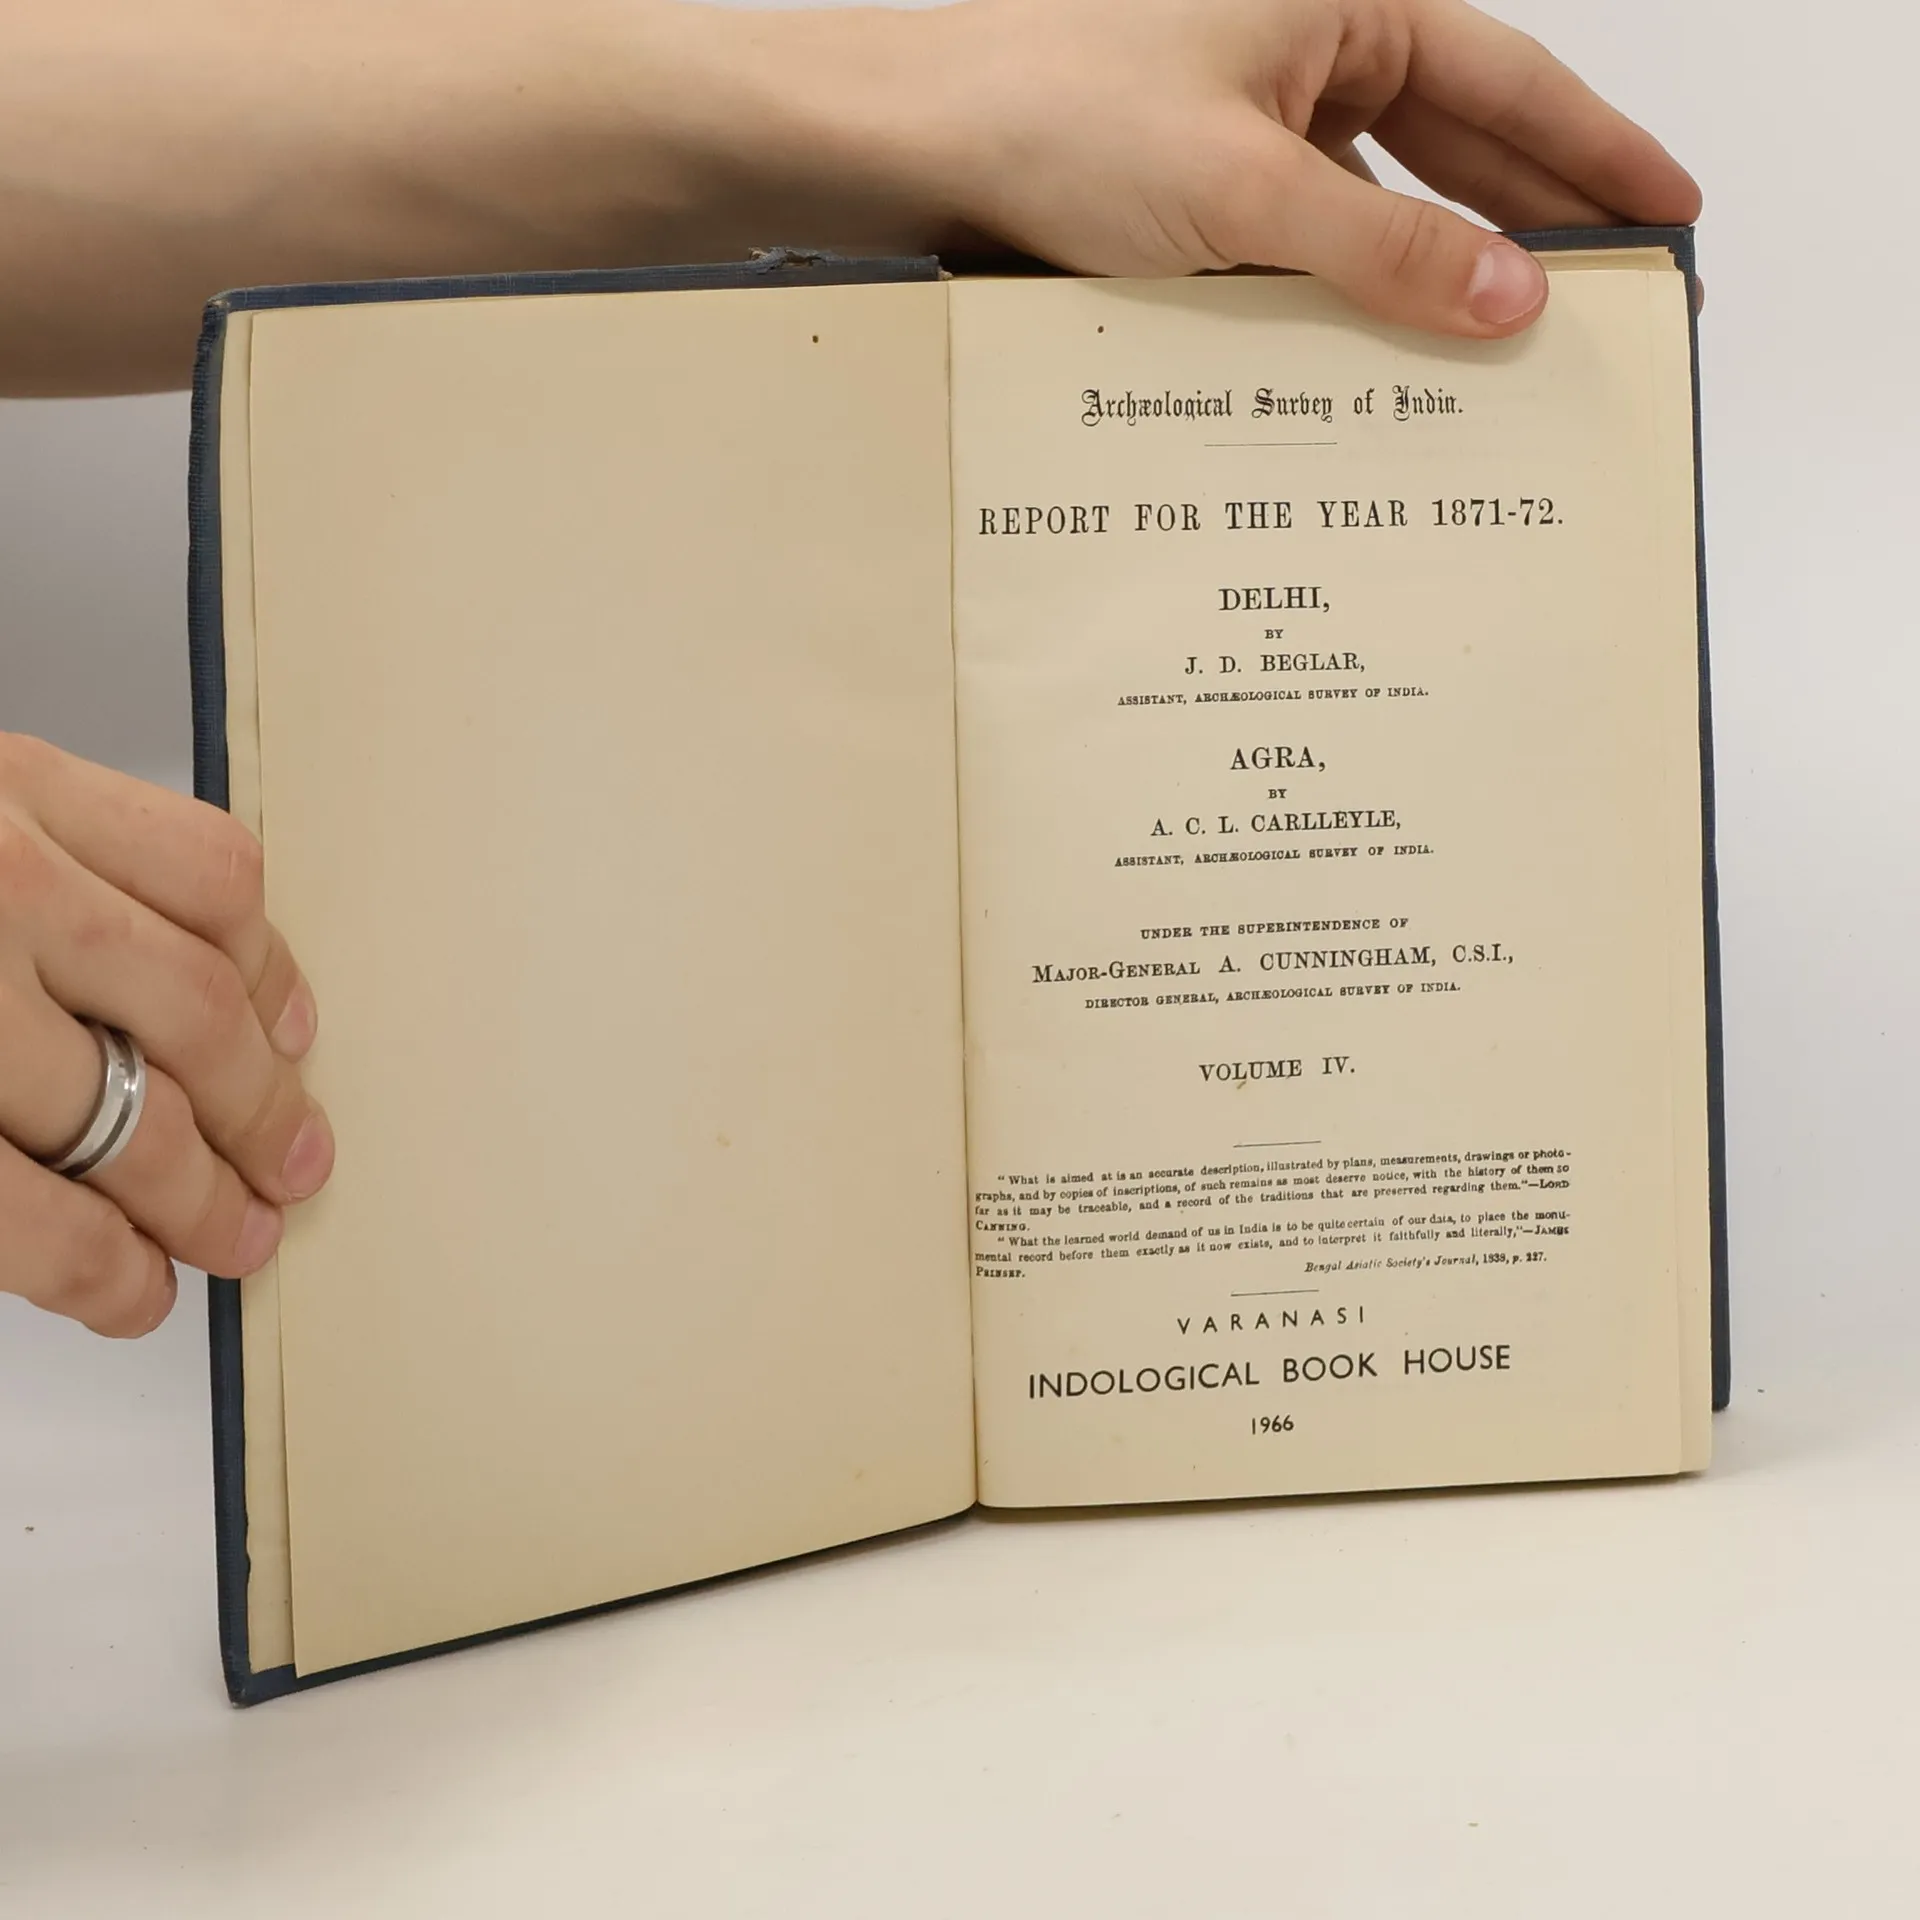 Archæological Survey of India.
REPORT FOR THE YEAR 1871-72.
DELHI,
BY
J. D. BEGLAR,
ASSISTANT, ARCHÆOLOGICAL SURVEY OF INDIA.
AGRA,
BY
A. C. L. CARLLEYLE,
ASSISTANT, ARCHÆOLOGICAL SURVEY OF INDIA.
UNDER THE SUPERINTENDENCE OF
MAJOR-GENERAL A. CUNNINGHAM, C.S.I.,
DIRECTOR GENERAL, ARCHÆOLOGICAL SURVEY OF INDIA.
VOLUME IV.
"What is aimed at is an accurate description, illustrated by plans, measurements, drawings or photo-
graphs, and by copies of inscriptions, of such remains as most deserve notice, with the history of them so
far as it may be traceable, and a record of the traditions that are preserved regarding them."—LORD
CANNING.
"What the learned world demand of us in India is to be quite certain of our data, to place the monu-
mental record before them exactly as it now exists, and to interpret it faithfully and literally,"—JAMES
PRINSEP.
Bengal Asiatic Society's Journal, 1838, p. 227.
VARANASI
INDOLOGICAL BOOK HOUSE
1966